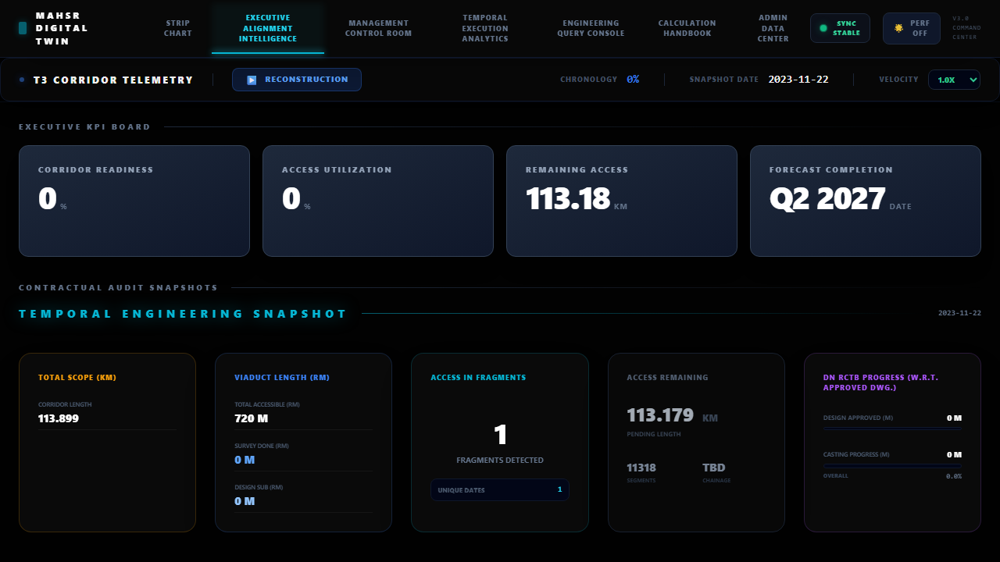 MAHSR
DIGITAL
TWIN
STRIP
CHART
EXECUTIVE
ALIGNMENT
INTELLIGENCE
MANAGEMENT
CONTROL ROOM
TEMPORAL
EXECUTION
ANALYTICS
ENGINEERING
QUERY CONSOLE
CALCULATION
HANDBOOK
ADMIN
DATA
CENTER
SYNC
STABLE
PERF
OFF
V3.0
COMMAND
CENTER
T3 CORRIDOR TELEMETRY
RECONSTRUCTION
CHRONOLOGY 0%
SNAPSHOT DATE 2023-11-22
VELOCITY 1.0X
EXECUTIVE KPI BOARD
CORRIDOR READINESS
0 %
ACCESS UTILIZATION
0 %
REMAINING ACCESS
113.18 KM
FORECAST COMPLETION
Q2 2027 DATE
CONTRACTUAL AUDIT SNAPSHOTS
TEMPORAL ENGINEERING SNAPSHOT
2023-11-22
TOTAL SCOPE (KM)
CORRIDOR LENGTH
113.899
VIADUCT LENGTH (RM)
TOTAL ACCESSIBLE (RM)
720 M
SURVEY DONE (RM)
0 M
DESIGN SUB (RM)
0 M
ACCESS IN FRAGMENTS
1
FRAGMENTS DETECTED
UNIQUE DATES 1
ACCESS REMAINING
113.179 KM
PENDING LENGTH
11318
SEGMENTS
TBD
CHAINAGE
DN RCTB PROGRESS (W.R.T.
APPROVED DWG.)
DESIGN APPROVED (M) 0 M
CASTING PROGRESS (M) 0 M
OVERALL 0.0%